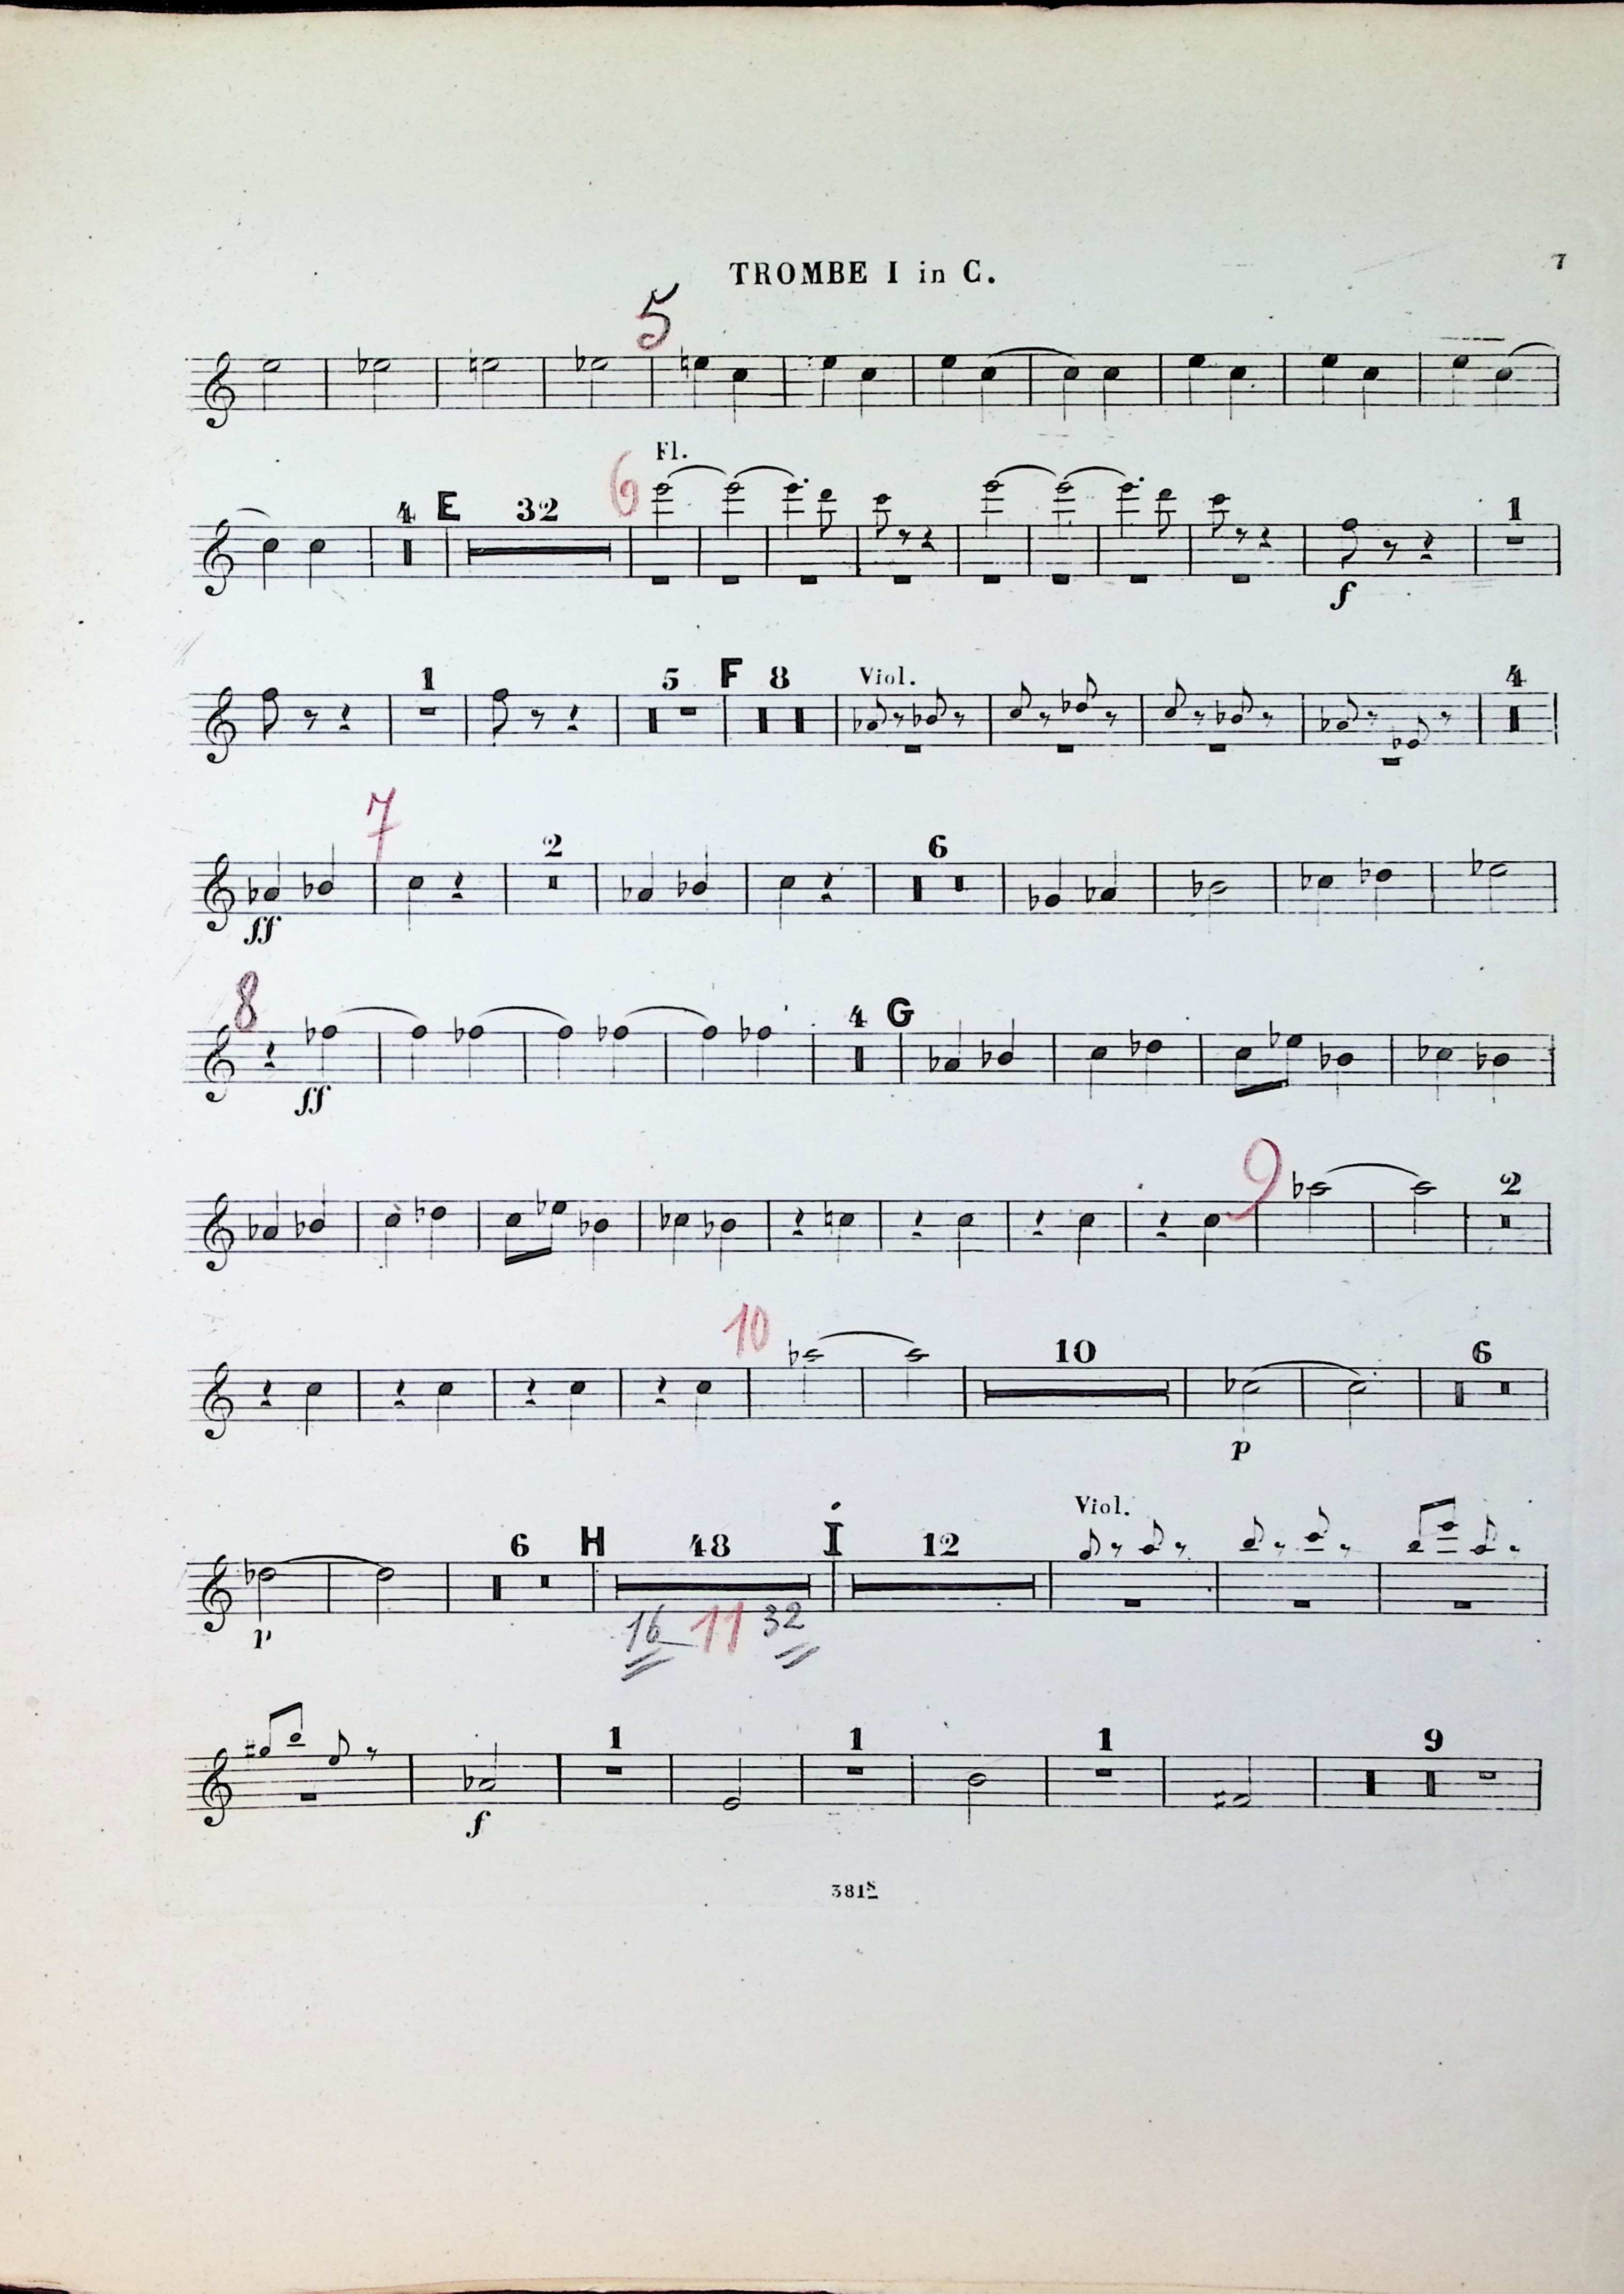 TROMBE I in C.
7
5
Fl.
4 E 32 6 1
f
1 5 F 8 Viol. 4
7
2 6
ff
8
4 G
ff
9
2
10
10 6
p
Viol.
6 H 48 I 12
p
16 11 32
1 1 1 9
f
381S